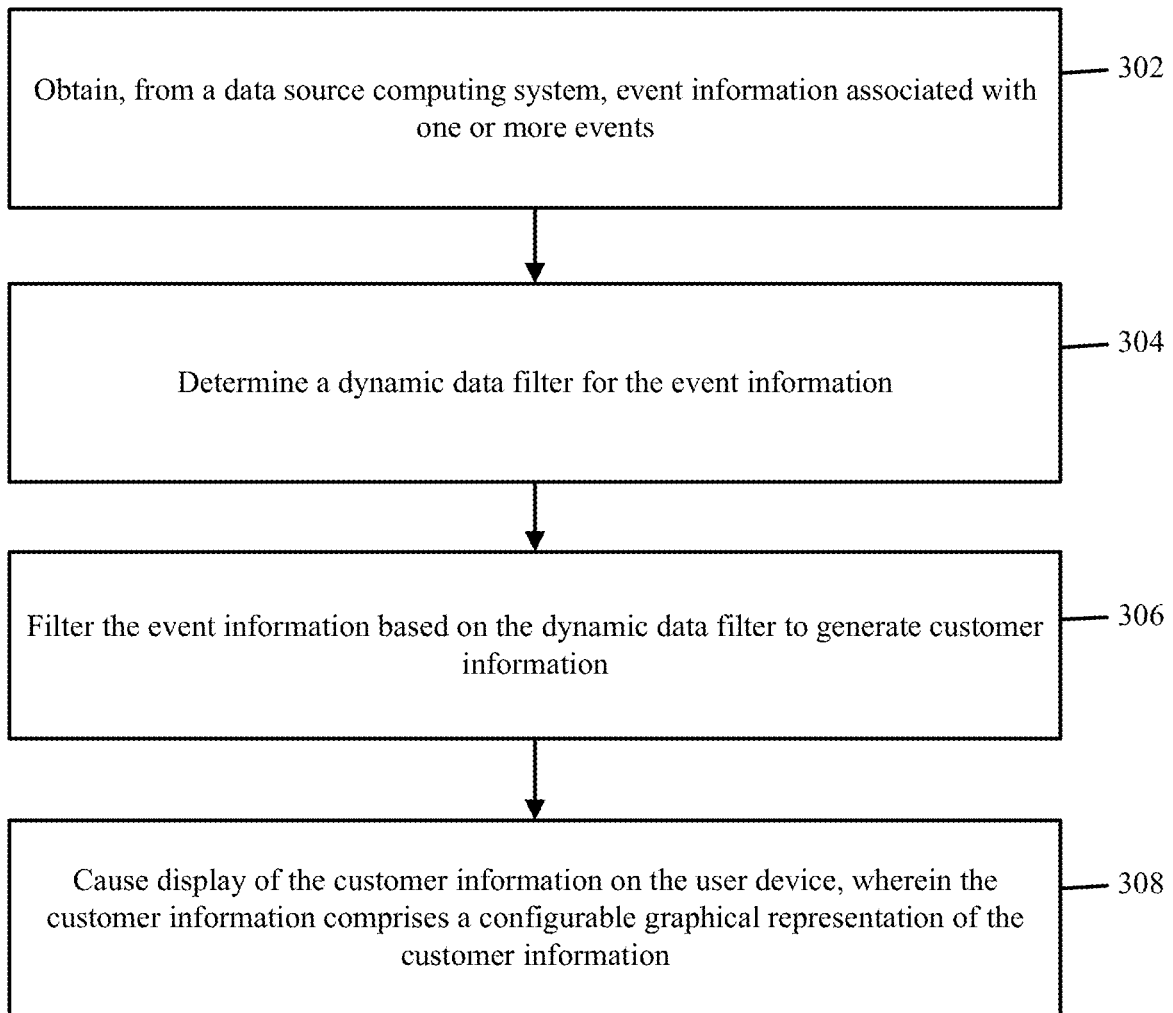 302
Obtain, from a data source computing system, event information associated with
one or more events
304
Determine a dynamic data filter for the event information
306
Filter the event information based on the dynamic data filter to generate customer
information
308
Cause display of the customer information on the user device, wherein the
customer information comprises a configurable graphical representation of the
customer information